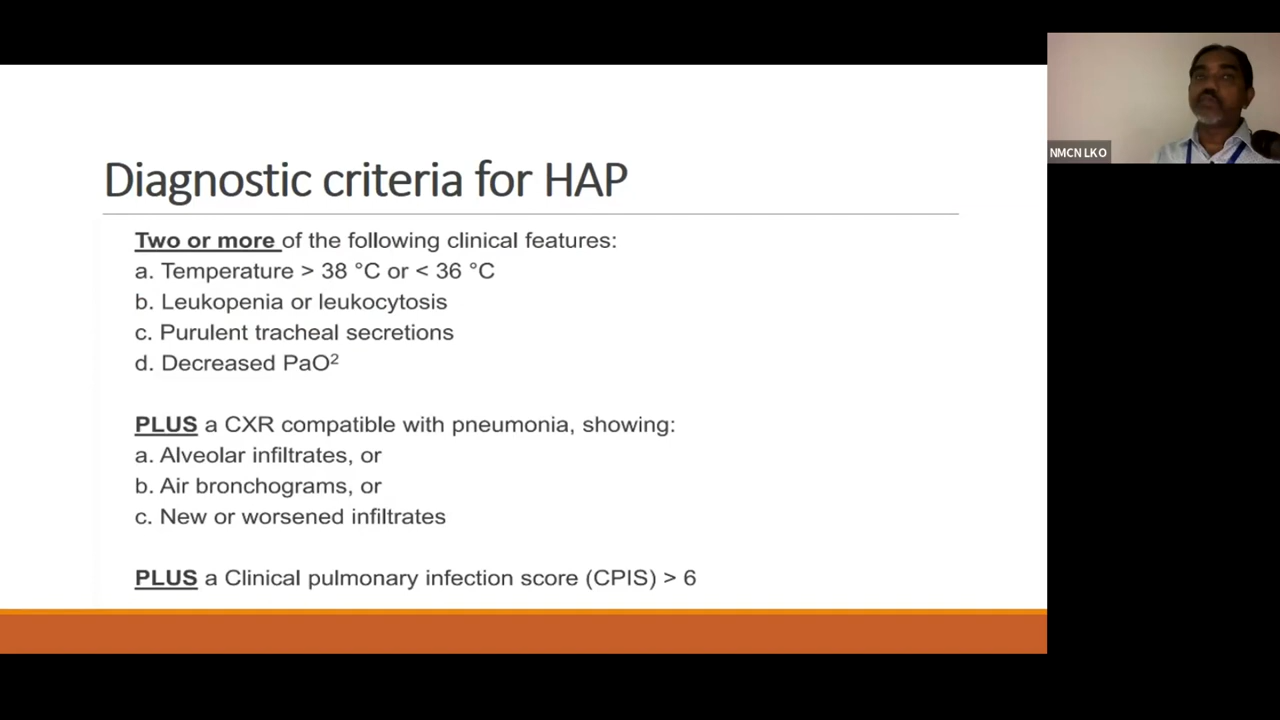 Diagnostic criteria for HAP
Two or more of the following clinical features:
a. Temperature > 38 °C or < 36 °C
b. Leukopenia or leukocytosis
c. Purulent tracheal secretions
d. Decreased PaO²
PLUS a CXR compatible with pneumonia, showing:
a. Alveolar infiltrates, or
b. Air bronchograms, or
c. New or worsened infiltrates
PLUS a Clinical pulmonary infection score (CPIS) > 6
NMCN LKO